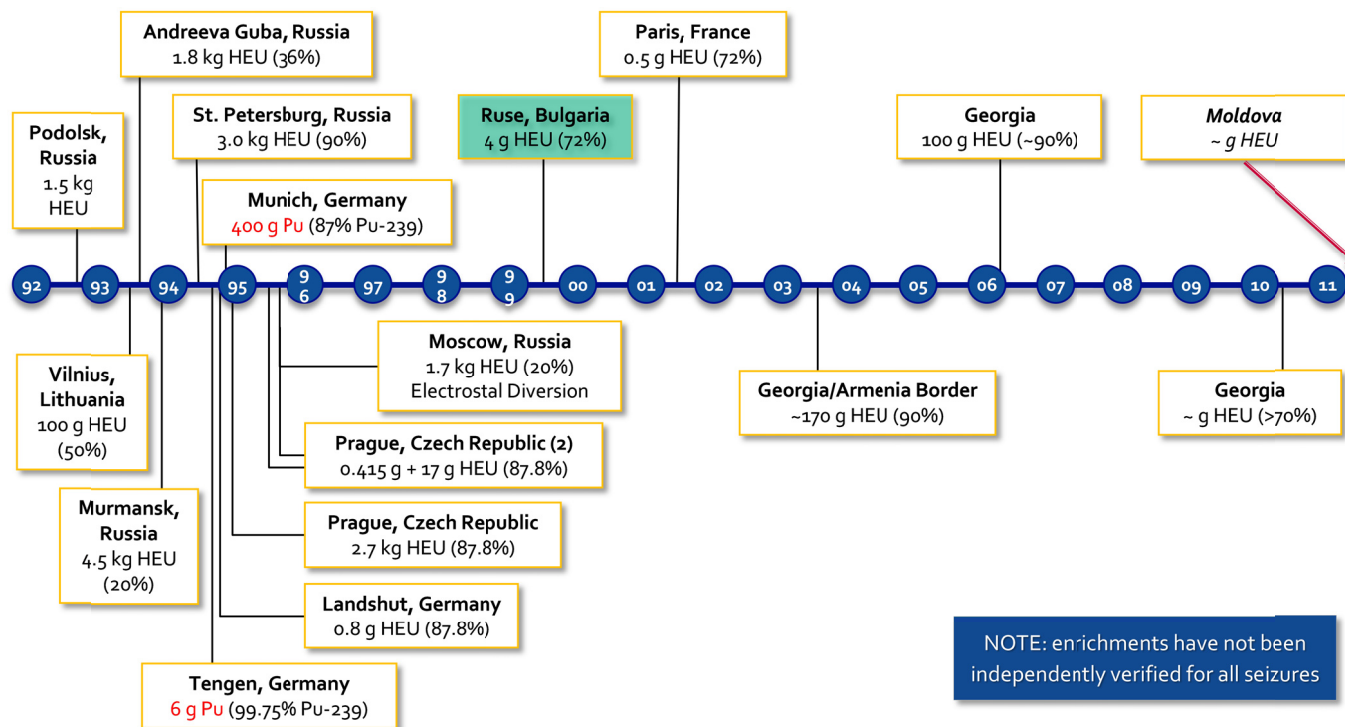 Andreeva Guba, Russia
1.8 kg HEU (36%)
Paris, France
0.5 g HEU (72%)
St. Petersburg, Russia
3.0 kg HEU (90%)
Ruse, Bulgaria
4 g HEU (72%)
Georgia
100 g HEU (~90%)
Moldova
~ g HEU
Podolsk,
Russia
1.5 kg
HEU
Munich, Germany
400 g Pu (87% Pu-239)
92 93 94 95 96 97 98 99 00 01 02 03 04 05 06 07 08 09 10 11
Moscow, Russia
1.7 kg HEU (20%)
Electrostal Diversion
Vilnius,
Lithuania
100 g HEU
(50%)
Georgia/Armenia Border
~170 g HEU (90%)
Georgia
~ g HEU (>70%)
Prague, Czech Republic (2)
0.415 g + 17 g HEU (87.8%)
Murmansk,
Russia
4.5 kg HEU
(20%)
Prague, Czech Republic
2.7 kg HEU (87.8%)
Landshut, Germany
0.8 g HEU (87.8%)
Tengen, Germany
6 g Pu (99.75% Pu-239)
NOTE: enrichments have not been
independently verified for all seizures